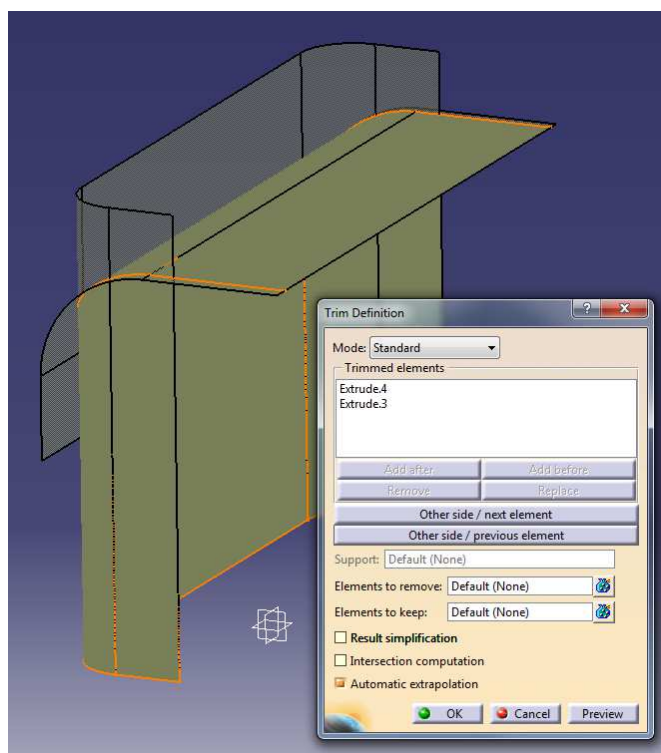 Trim Definition
Mode: Standard
Trimmed elements
Extrude.4
Extrude.3
Add after Add before
Remove Replace
Other side / next element
Other side / previous element
Support: Default (None)
Elements to remove: Default (None)
Elements to keep: Default (None)
Result simplification
Intersection computation
Automatic extrapolation
OK Cancel Preview